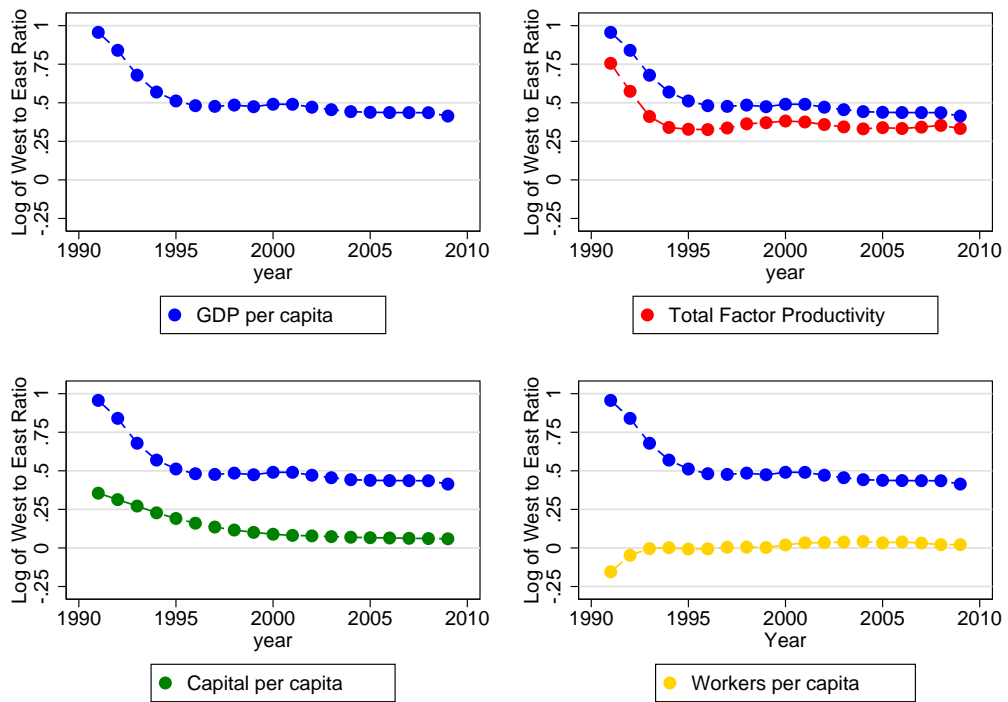 Log of West to East Ratio
1
.75
.5
.25
0
-.25
1990 1995 2000 2005 2010
year
GDP per capita
Log of West to East Ratio
1
.75
.5
.25
0
-.25
1990 1995 2000 2005 2010
year
Total Factor Productivity
Log of West to East Ratio
1
.75
.5
.25
0
-.25
1990 1995 2000 2005 2010
year
Capital per capita
Log of West to East Ratio
1
.75
.5
.25
0
-.25
1990 1995 2000 2005 2010
Year
Workers per capita